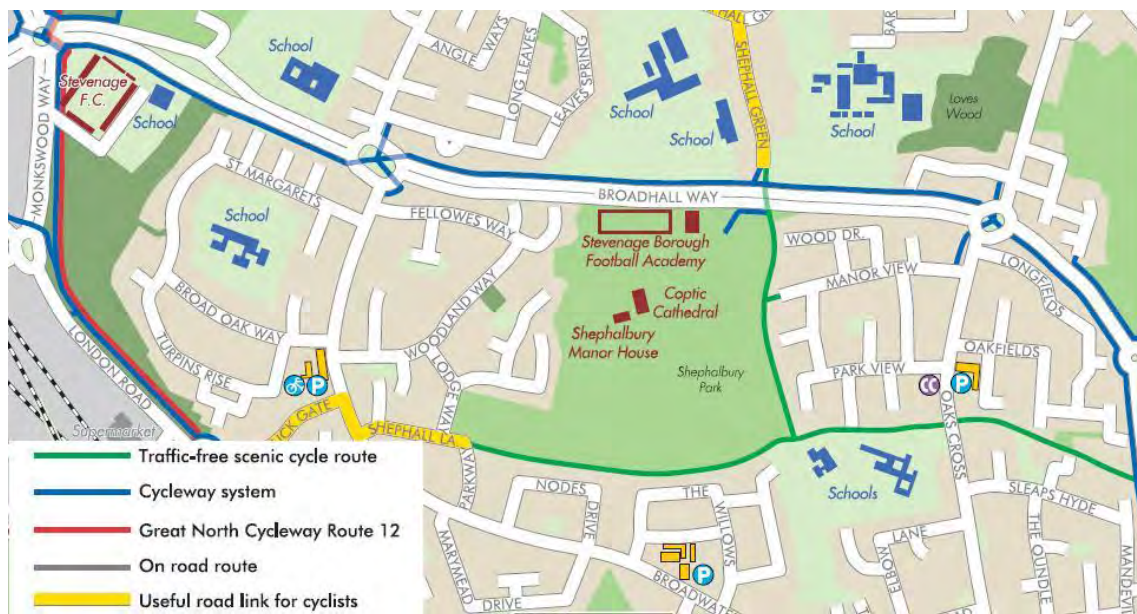 SHEPHALL GREEN
ANGLE WAYS
LONG LEAVES
LEAVES SPRING
School
School
School
School
Loves
Wood
Stevenage
F.C.
School
MONKSWOOD WAY
ST MARGARETS
School
FELLOWES WAY
BROADHALL WAY
Stevenage Borough
Football Academy
WOOD DR.
MANOR VIEW
LONGFIELDS
BROAD OAK WAY
WOODLAND WAY
Coptic
Cathedral
Shephalbury
Manor House
TURPINS RISE
LODGE WAY
Shephalbury
Park
PARK VIEW
CC
P
OAKFIELDS
P
LONDON ROAD
OAKS CROSS
Supermarket
SHEPHALL LA.
PARKWAY
NODES
DRIVE
THE
WILLOWS
Schools
SLEAPS HYDE
LANE
ELBOW
THE OUNDLE
MARYMEAD
DRIVE
P
Traffic-free scenic cycle route
Cycleway system
Great North Cycleway Route 12
On road route
Useful road link for cyclists